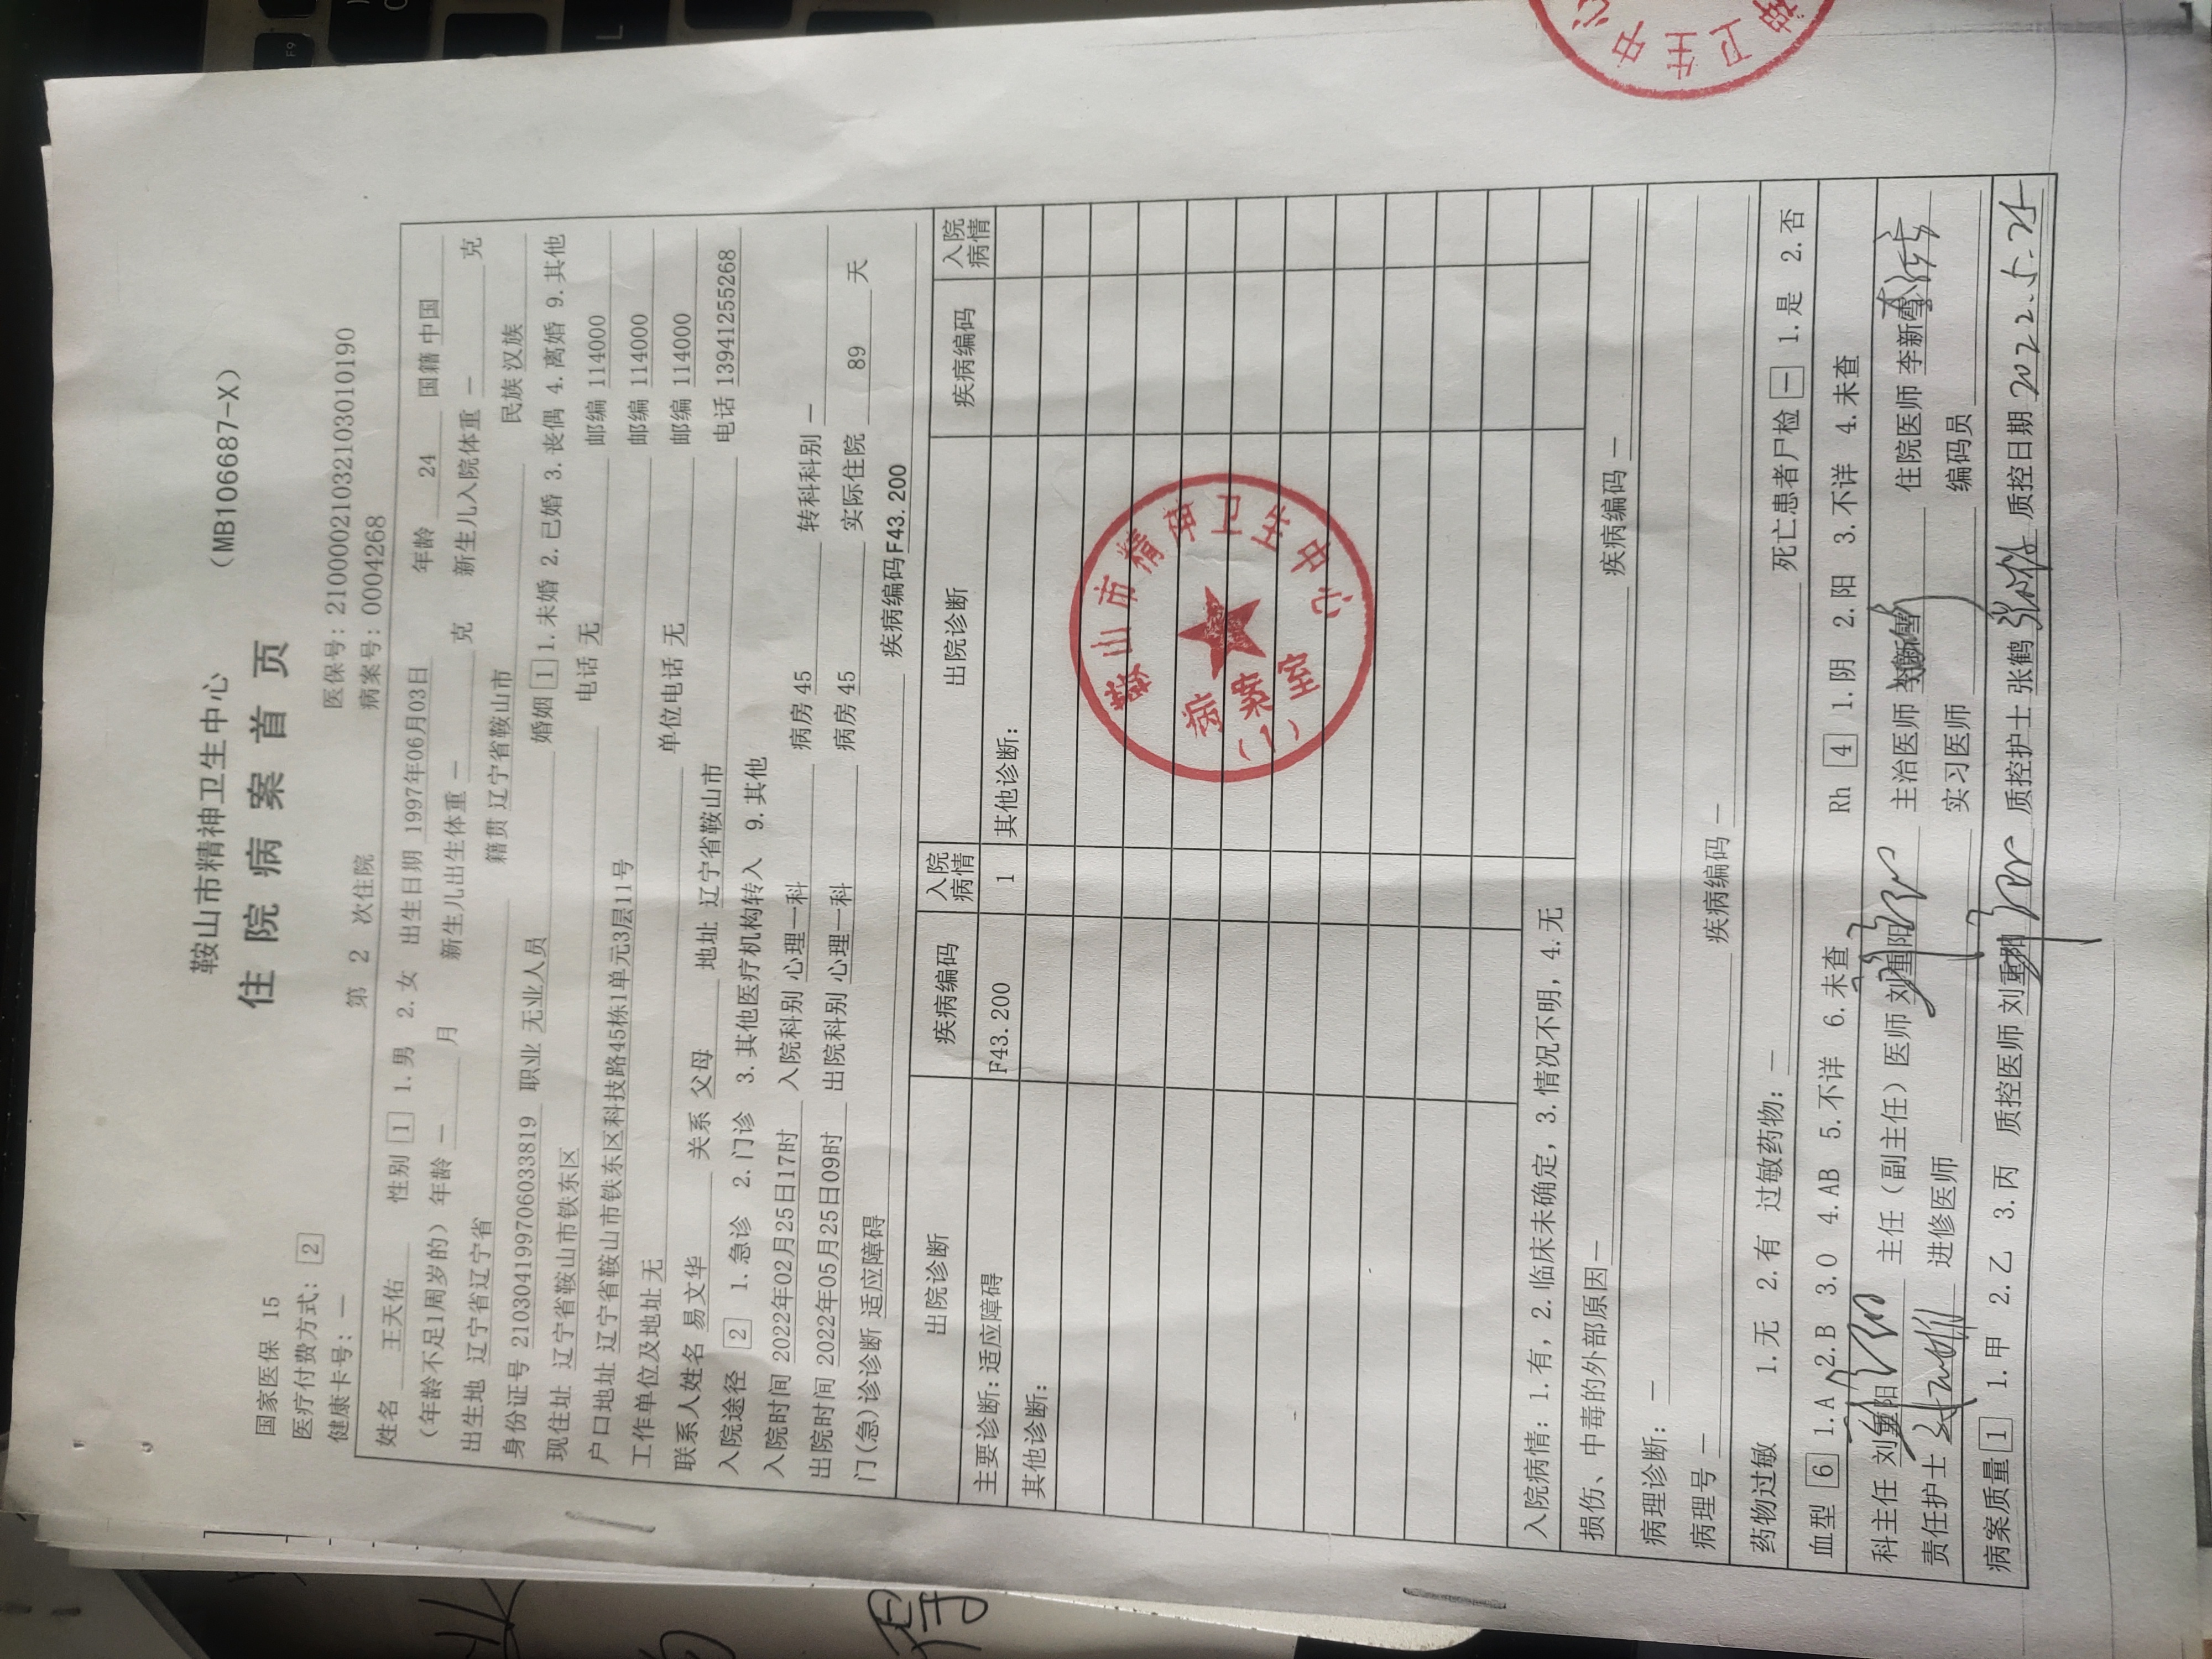 鞍山市精神卫生中心 （MB106687-X）
住院病案首页
国家医保 15
医疗付费方式：2
健康卡号：— 第 2 次住院 医保号：21000021032103010190
病案号：0004268
姓名 王天佑 性别 1 1.男 2.女 出生日期 1997年06月03日 年龄 24 国籍 中国
（年龄不足1周岁的）年龄 — 月 新生儿出生体重 — 克 新生儿入院体重 — 克
出生地 辽宁省辽宁省 籍贯 辽宁省鞍山市 民族 汉族
身份证号 210304199706033819 职业 无业人员 婚姻 1 1.未婚 2.已婚 3.丧偶 4.离婚 9.其他
现住址 辽宁省鞍山市铁东区 电话 无 邮编 114000
户口地址 辽宁省鞍山市铁东区科技路45栋1单元3层11号 邮编 114000
工作单位及地址 无 单位电话 无 邮编 114000
联系人姓名 易文华 关系 父母 地址 辽宁省鞍山市 电话 13941255268
入院途径 2 1.急诊 2.门诊 3.其他医疗机构转入 9.其他
入院时间 2022年02月25日17时 入院科别 心理一科 病房 45 转科科别 —
出院时间 2022年05月25日09时 出院科别 心理一科 病房 45 实际住院 89 天
门(急)诊诊断 适应障碍 疾病编码 F43.200
出院诊断 疾病编码 入院病情 出院诊断 疾病编码 入院病情
主要诊断：适应障碍 F43.200 1 其他诊断：
其他诊断：
鞍山市精神卫生中心
病案室
(1)
入院病情：1.有，2.临床未确定，3.情况不明，4.无
损伤、中毒的外部原因 — 疾病编码 —
病理诊断：—
病理号 — 疾病编码 —
药物过敏 1.无 2.有 过敏药物：— 死亡患者尸检 — 1.是 2.否
血型 6 1.A 2.B 3.O 4.AB 5.不详 6.未查 Rh 4 1.阴 2.阳 3.不详 4.未查
科主任 刘重阳 主任（副主任）医师 刘重阳 主治医师 李新雪 住院医师 李新雪
责任护士 进修医师 实习医师 编码员
病案质量 1 1.甲 2.乙 3.丙 质控医师 刘重阳 质控护士 张鹤 质控日期 2022.5.25
神卫生中心
得